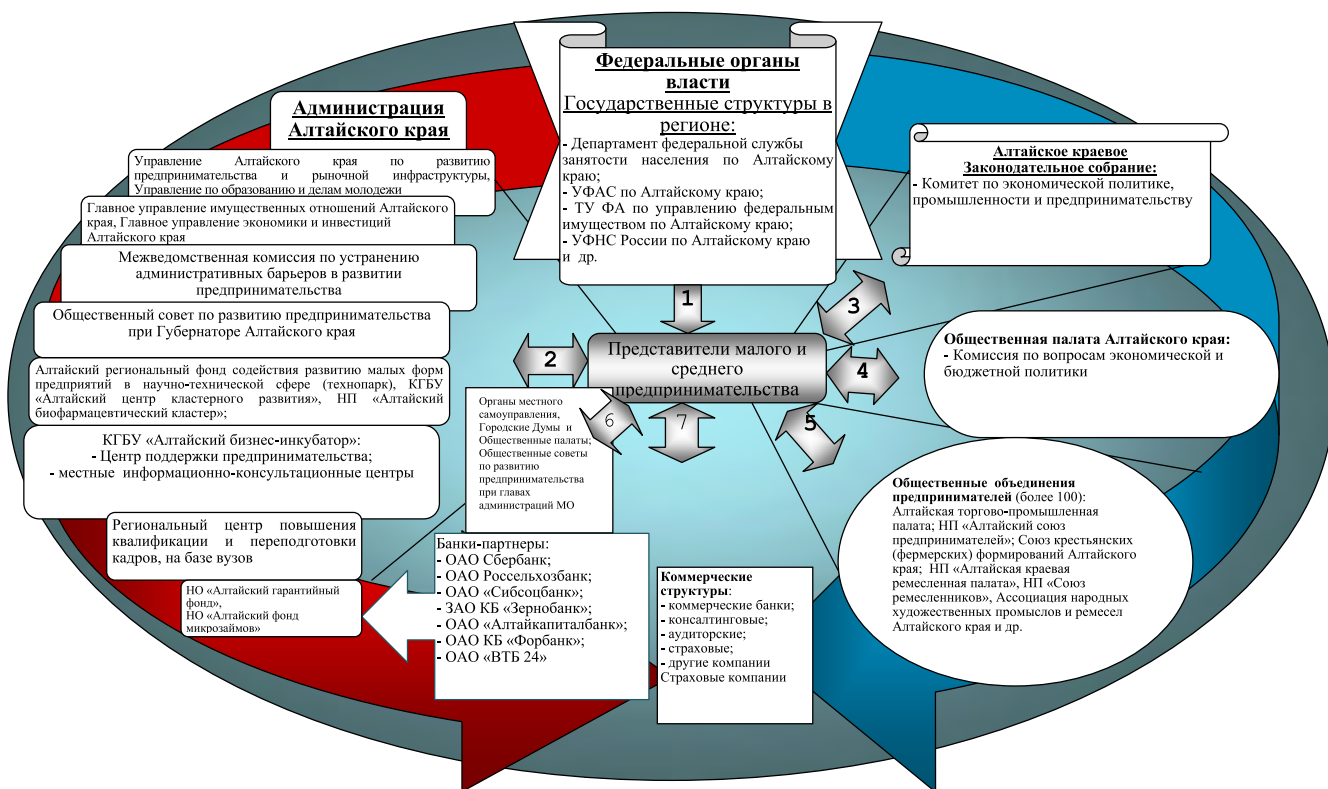 Федеральные органы
власти
Государственные структуры в
регионе:
- Департамент федеральной службы
занятости населения по Алтайскому
краю;
- УФАС по Алтайскому краю;
- ТУ ФА по управлению федеральным
имуществом по Алтайскому краю;
- УФНС России по Алтайскому краю
и др.
Администрация
Алтайского края
Управление Алтайского края по развитию
предпринимательства и рыночной инфраструктуры,
Управление по образованию и делам молодежи
Главное управление имущественных отношений Алтайского
края, Главное управление экономики и инвестиций
Алтайского края
Межведомственная комиссия по устранению
административных барьеров в развитии
предпринимательства
Общественный совет по развитию предпринимательства
при Губернаторе Алтайского края
Алтайский региональный фонд содействия развитию малых форм
предприятий в научно-технической сфере (технопарк), КГБУ
«Алтайский центр кластерного развития», НП «Алтайский
биофармацевтический кластер»;
КГБУ «Алтайский бизнес-инкубатор»:
- Центр поддержки предпринимательства;
- местные информационно-консультационные центры
Региональный центр повышения
квалификации и переподготовки
кадров, на базе вузов
НО «Алтайский гарантийный
фонд»,
НО «Алтайский фонд
микрозаймов»
Алтайское краевое
Законодательное собрание:
- Комитет по экономической политике,
промышленности и предпринимательству
1
2
3
4
5
6
7
Представители малого и
среднего
предпринимательства
Общественная палата Алтайского края:
- Комиссия по вопросам экономической и
бюджетной политики
Органы местного
самоуправления,
Городские Думы и
Общественные палаты;
Общественные советы
по развитию
предпринимательства
при главах
администраций МО
Банки-партнеры:
- ОАО Сбербанк;
- ОАО Россельхозбанк;
- ОАО «Сибсоцбанк»;
- ЗАО КБ «Зернобанк»;
- ОАО «Алтайкапиталбанк»;
- ОАО КБ «Форбанк»;
- ОАО «ВТБ 24»
Коммерческие
структуры:
- коммерческие банки;
- консалтинговые;
- аудиторские;
- страховые;
- другие компании
Страховые компании
Общественные объединения
предпринимателей (более 100):
Алтайская торгово-промышленная
палата; НП «Алтайский союз
предпринимателей»; Союз крестьянских
(фермерских) формирований Алтайского
края; НП «Алтайская краевая
ремесленная палата», НП «Союз
ремесленников», Ассоциация народных
художественных промыслов и ремесел
Алтайского края и др.